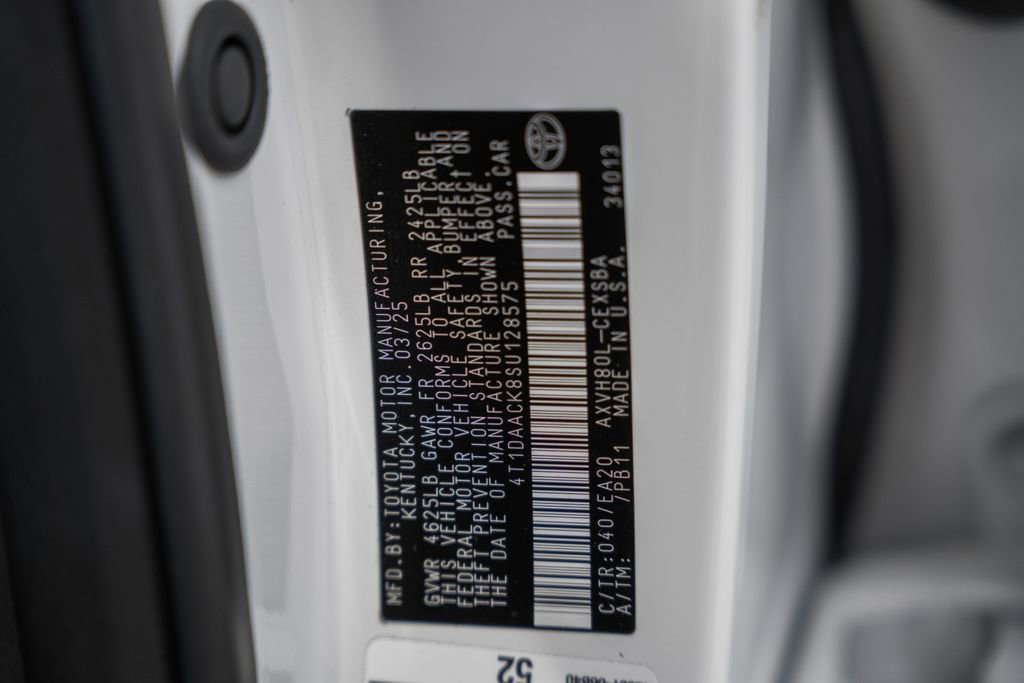 MFD.BY:TOYOTA MOTOR MANUFACTURING,
KENTUCKY, INC. 03/25
GVWR 4625LB GAWR FR 2625LB RR 2425LB
THIS VEHICLE CONFORMS TO ALL APPLICABLE
FEDERAL MOTOR VEHICLE SAFETY, BUMPER AND
THEFT PREVENTION STANDARDS IN EFFECT ON
THE DATE OF MANUFACTURE SHOWN ABOVE.
4T1DAACK8SU128575 PASS.CAR
C/TR:040/EA20 AXVH80L-CEXSBA 34013
A/TM: /PB11 MADE IN U.S.A.
52